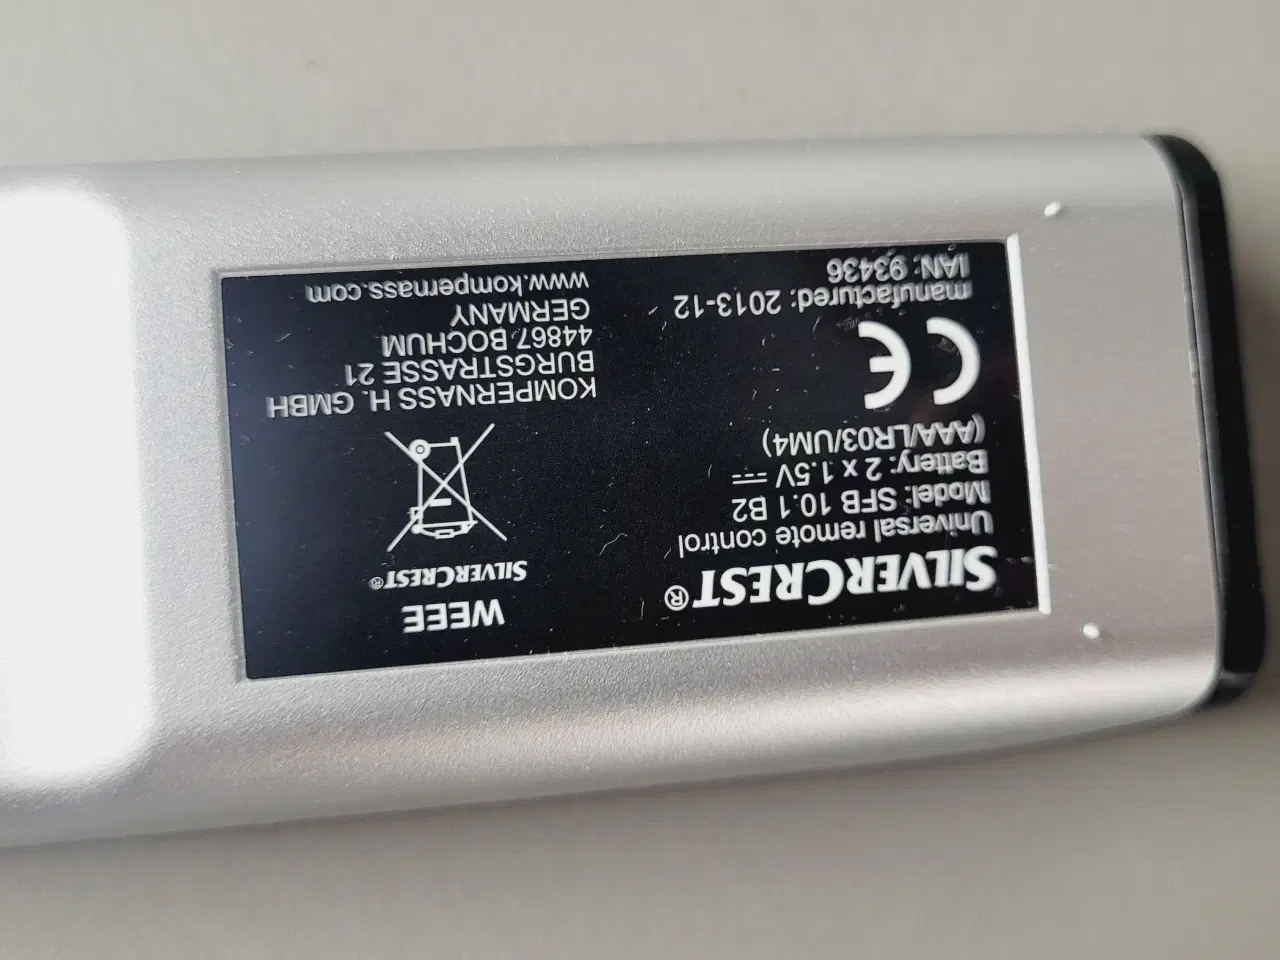 SILVERCREST®
Universal remote control
Model: SFB 10.1 B2
Battery: 2 x 1.5V
(AAA/LR03/UM4)
CE
manufactured: 2013-12
IAN: 93436
WEEE
SILVERCREST®
KOMPERNASS H. GMBH
BURGSTRASSE 21
44867 BOCHUM
GERMANY
www.kompernass.com